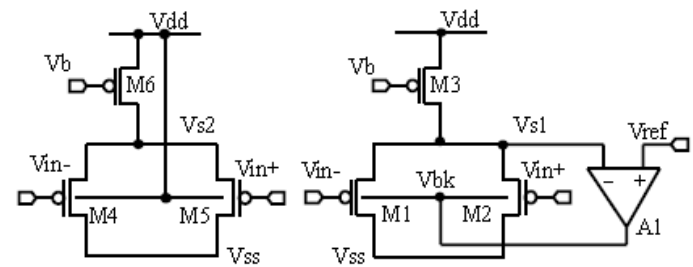 Vdd
Vb
M6
Vs2
Vin-
Vin+
M4
M5
Vss
Vdd
Vb
M3
Vs1
Vref
Vin-
Vbk
Vin+
- +
M1
M2
A1
Vss